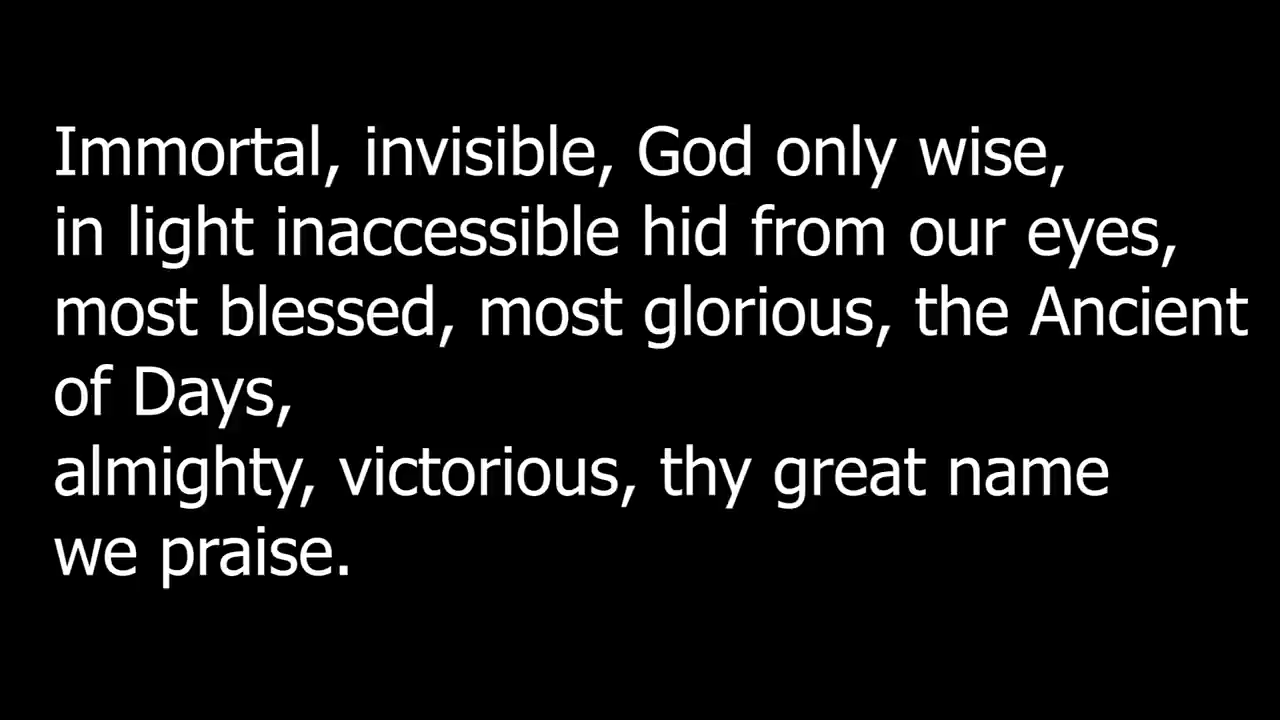 Immortal, invisible, God only wise,
in light inaccessible hid from our eyes,
most blessed, most glorious, the Ancient
of Days,
almighty, victorious, thy great name
we praise.